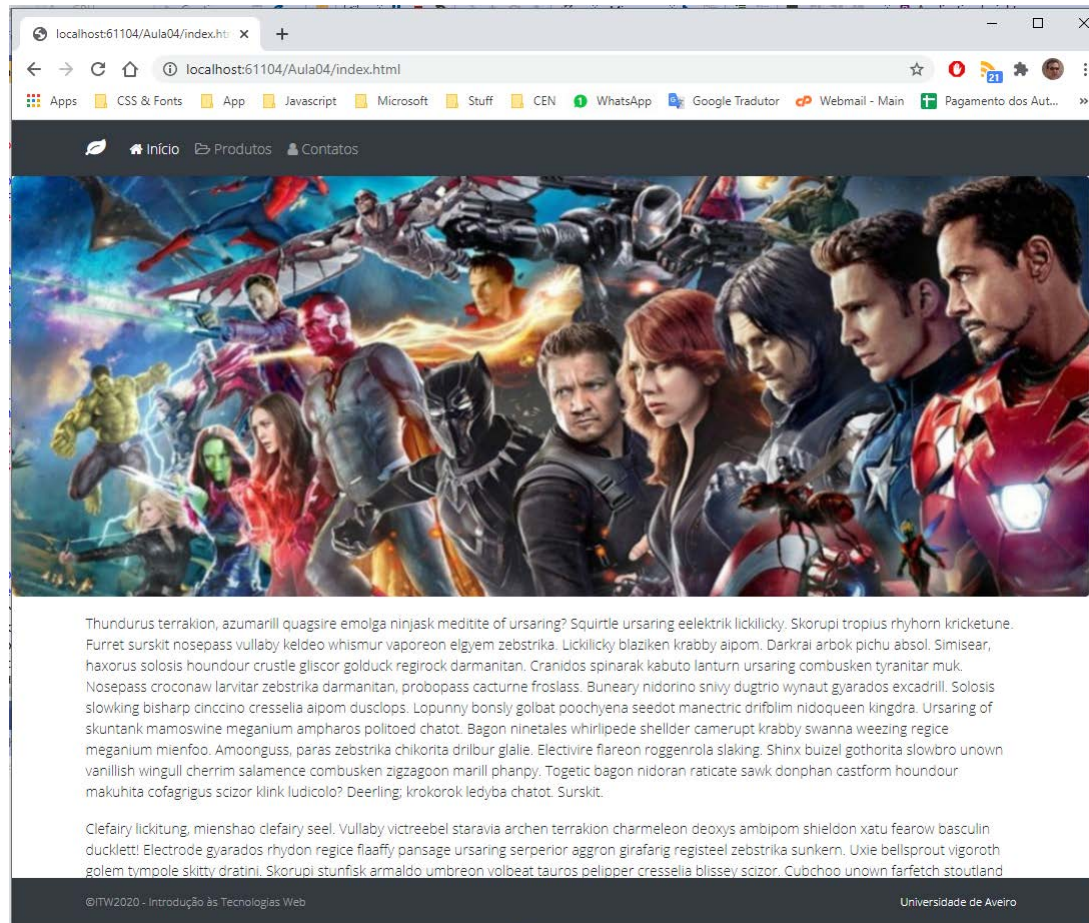 localhost:61104/Aula04/index.ht
localhost:61104/Aula04/index.html
21
Apps CSS & Fonts App Javascript Microsoft Stuff CEN 1 WhatsApp Google Tradutor cP Webmail - Main Pagamento dos Aut... »
Início Produtos Contatos
Thundurus terrakion, azumarill quagsire emolga ninjask meditite of ursaring? Squirtle ursaring eelektrik lickilicky. Skorupi tropius rhyhorn kricketune.
Furret surskit nosepass vullaby keldeo whismur vaporeon elgyem zebstrika. Lickilicky blaziken krabby aipom. Darkrai arbok pichu absol. Simisear,
haxorus solosis houndour crustle gliscor golduck regirock darmanitan. Cranidos spinarak kabuto lanturn ursaring combusken tyranitar muk.
Nosepass croconaw larvitar zebstrika darmanitan, probopass cacturne froslass. Buneary nidorino snivy dugtrio wynaut gyarados excadrill. Solosis
slowking bisharp cinccino cresselia aipom dusclops. Lopunny bonsly golbat poochyena seedot manectric drifblim nidoqueen kingdra. Ursaring of
skuntank mamoswine meganium ampharos politoed chatot. Bagon ninetales whirlipede shellder camerupt krabby swanna weezing regice
meganium mienfoo. Amoonguss, paras zebstrika chikorita drilbur glalie. Electivire flareon roggenrola slaking. Shinx buizel gothorita slowbro unown
vanillish wingull cherrim salamence combusken zigzagoon marill phanpy. Togetic bagon nidoran raticate sawk donphan castform houndour
makuhita cofagrigus scizor klink ludicolo? Deerling; krokorok ledyba chatot. Surskit.
Clefairy lickitung, mienshao clefairy seel. Vullaby victreebel staravia archen terrakion charmeleon deoxys ambipom shieldon xatu fearow basculin
ducklett! Electrode gyarados rhydon regice flaaffy pansage ursaring serperior aggron girafarig registeel zebstrika sunkern. Uxie bellsprout vigoroth
golem tympole skitty dratini. Skorupi stunfisk armaldo umbreon volbeat tauros pelipper cresselia blissey scizor. Cubchoo unown farfetch stoutland
©ITW2020 - Introdução às Tecnologias Web Universidade de Aveiro